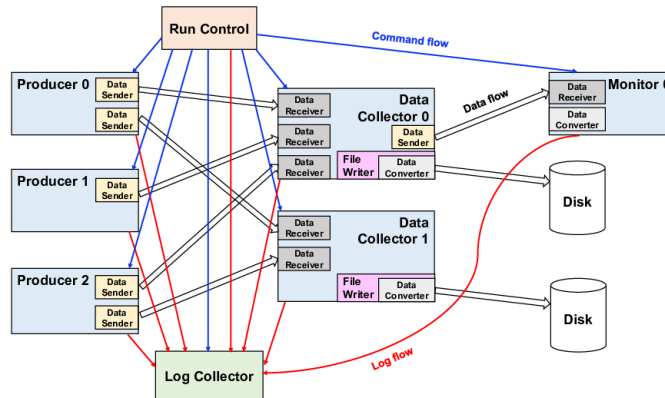 Run Control
Command flow
Producer 0
Data
Sender
Data
Sender
Data
Receiver
Data
Collector 0
Data
Receiver
Data
Sender
Data
Receiver
File
Writer
Data
Converter
Data flow
Monitor 0
Data
Receiver
Data
Converter
Producer 1
Data
Sender
Disk
Data
Receiver
Data
Collector 1
Data
Receiver
File
Writer
Data
Converter
Producer 2
Data
Sender
Data
Sender
Disk
Log flow
Log Collector